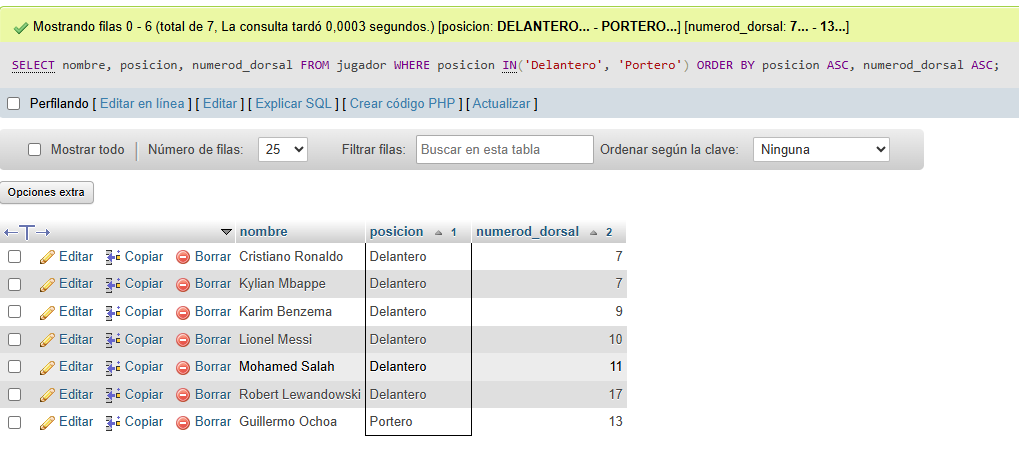 Mostrando filas 0 - 6 (total de 7, La consulta tardó 0,0003 segundos.) [posicion: DELANTERO... - PORTERO...] [numerod_dorsal: 7... - 13...]
SELECT nombre, posicion, numerod_dorsal FROM jugador WHERE posicion IN('Delantero', 'Portero') ORDER BY posicion ASC, numerod_dorsal ASC;
Perfilando [ Editar en línea ] [ Editar ] [ Explicar SQL ] [ Crear código PHP ] [ Actualizar ]
Mostrar todo | Número de filas: 25 Filtrar filas: Buscar en esta tabla Ordenar según la clave: Ninguna
Opciones extra
←T→ nombre posicion 1 numerod_dorsal 2
Editar Copiar Borrar Cristiano Ronaldo Delantero 7
Editar Copiar Borrar Kylian Mbappe Delantero 7
Editar Copiar Borrar Karim Benzema Delantero 9
Editar Copiar Borrar Lionel Messi Delantero 10
Editar Copiar Borrar Mohamed Salah Delantero 11
Editar Copiar Borrar Robert Lewandowski Delantero 17
Editar Copiar Borrar Guillermo Ochoa Portero 13